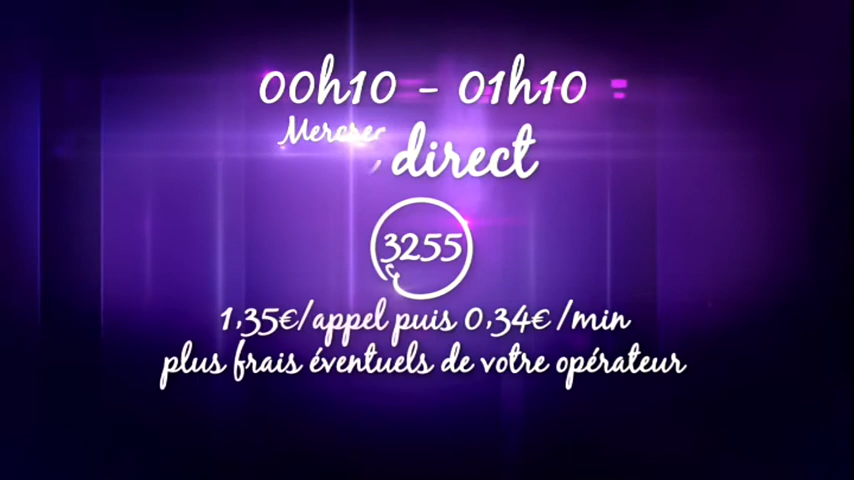 00h10 - 01h10
direct
3255
1,35€/appel puis 0,34€/min
plus frais éventuels de votre opérateur